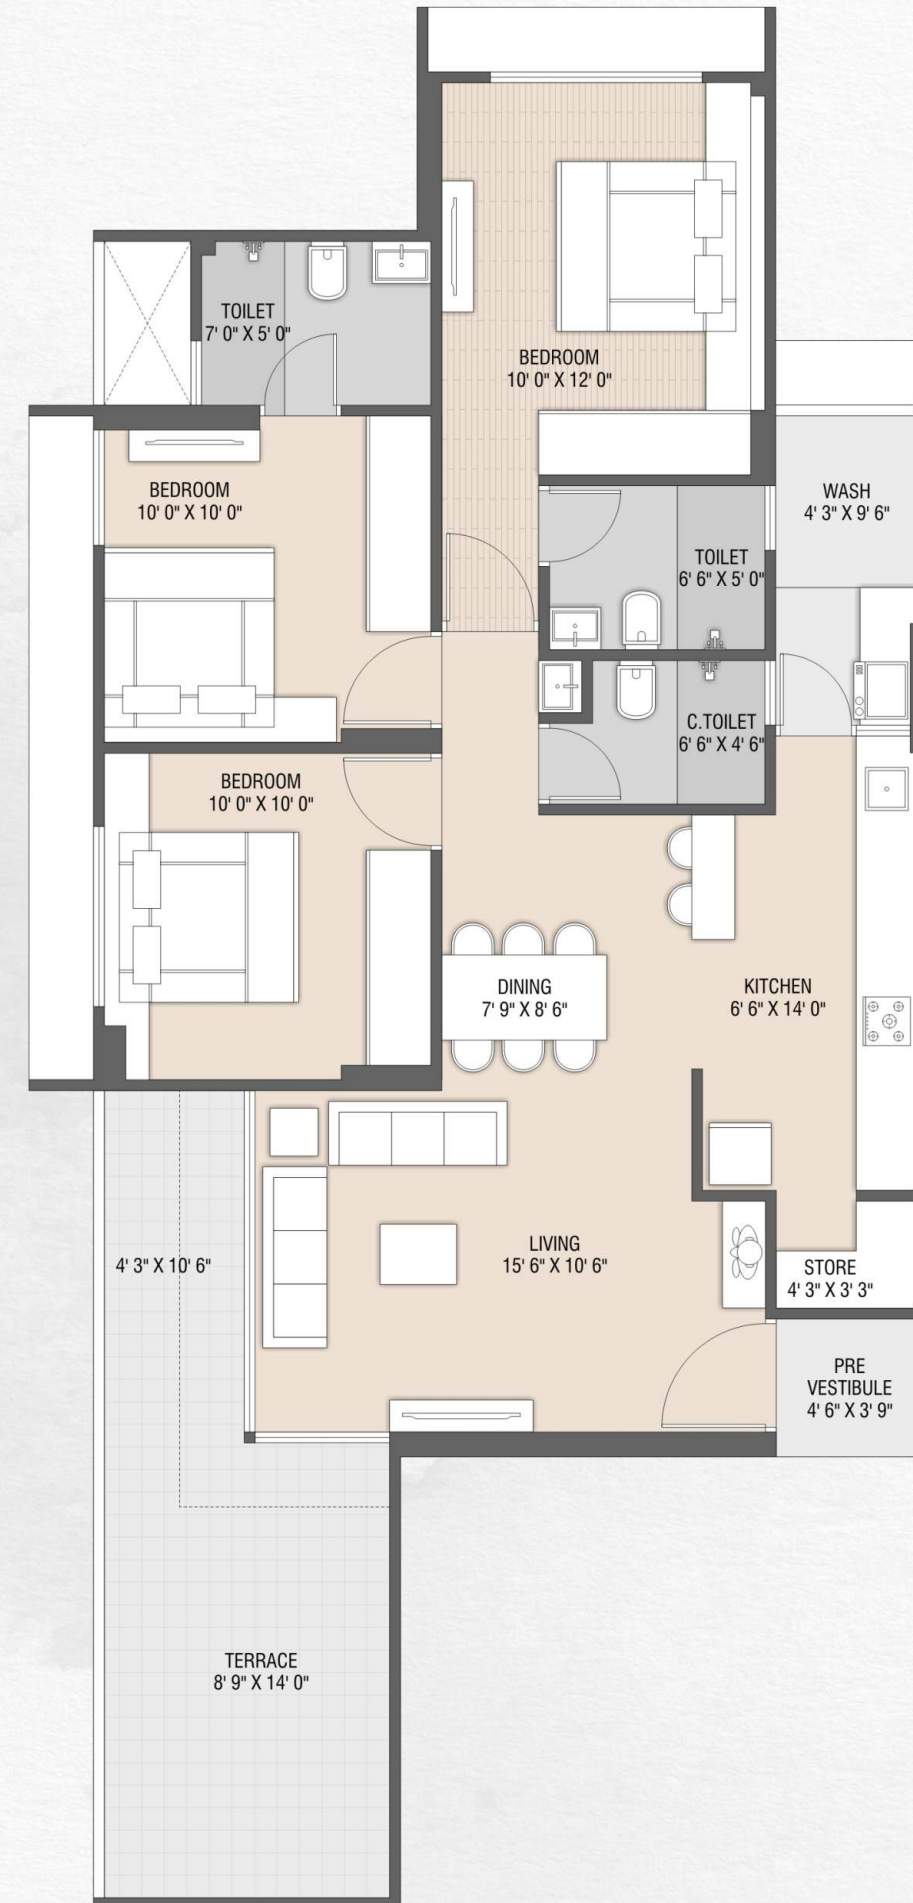 TOILET
7' 0" X 5' 0"
BEDROOM
10' 0" X 12' 0"
BEDROOM
10' 0" X 10' 0"
WASH
4' 3" X 9' 6"
TOILET
6' 6" X 5' 0"
C.TOILET
6' 6" X 4' 6"
BEDROOM
10' 0" X 10' 0"
DINING
7' 9" X 8' 6"
KITCHEN
6' 6" X 14' 0"
4' 3" X 10' 6"
LIVING
15' 6" X 10' 6"
STORE
4' 3" X 3' 3"
PRE
VESTIBULE
4' 6" X 3' 9"
TERRACE
8' 9" X 14' 0"